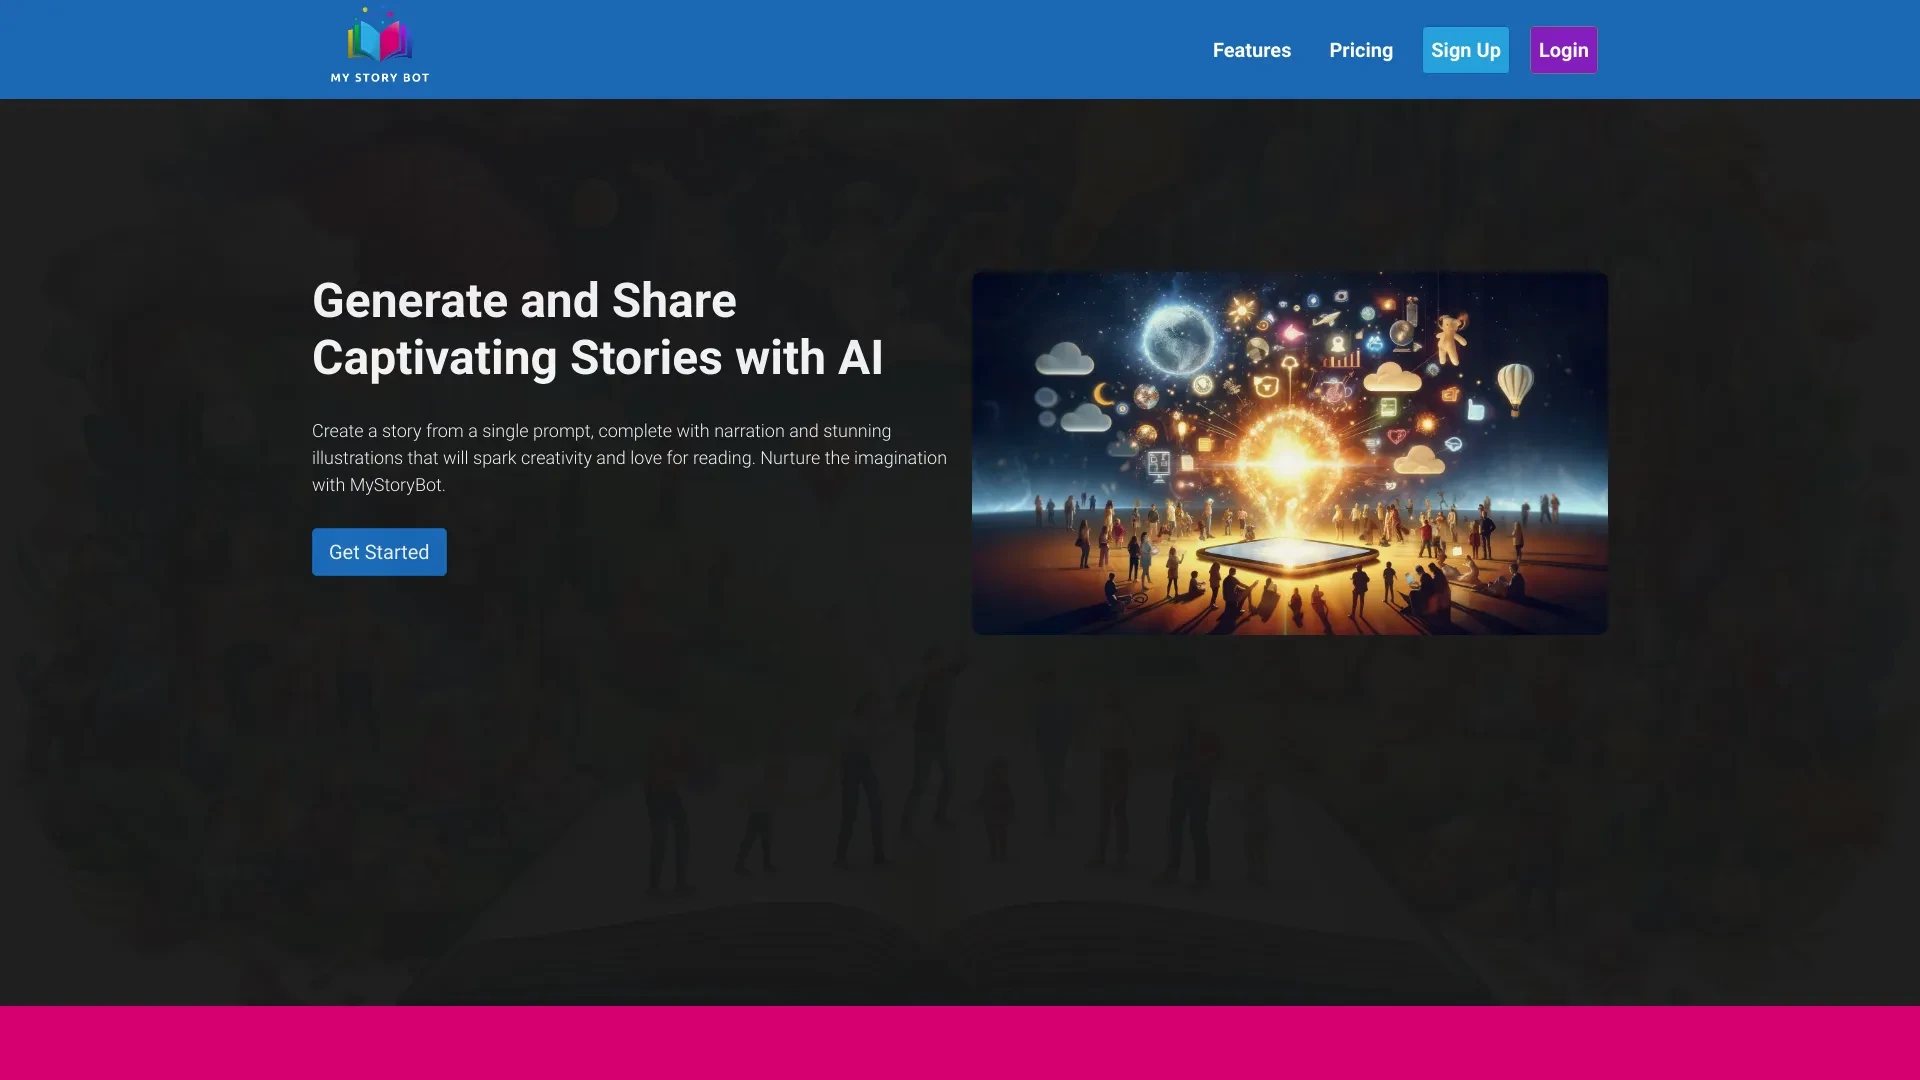 MY STORY BOT
Features
Pricing
Sign Up
Login
Generate and Share
Captivating Stories with AI
Create a story from a single prompt, complete with narration and stunning
illustrations that will spark creativity and love for reading. Nurture the imagination
with MyStoryBot.
Get Started